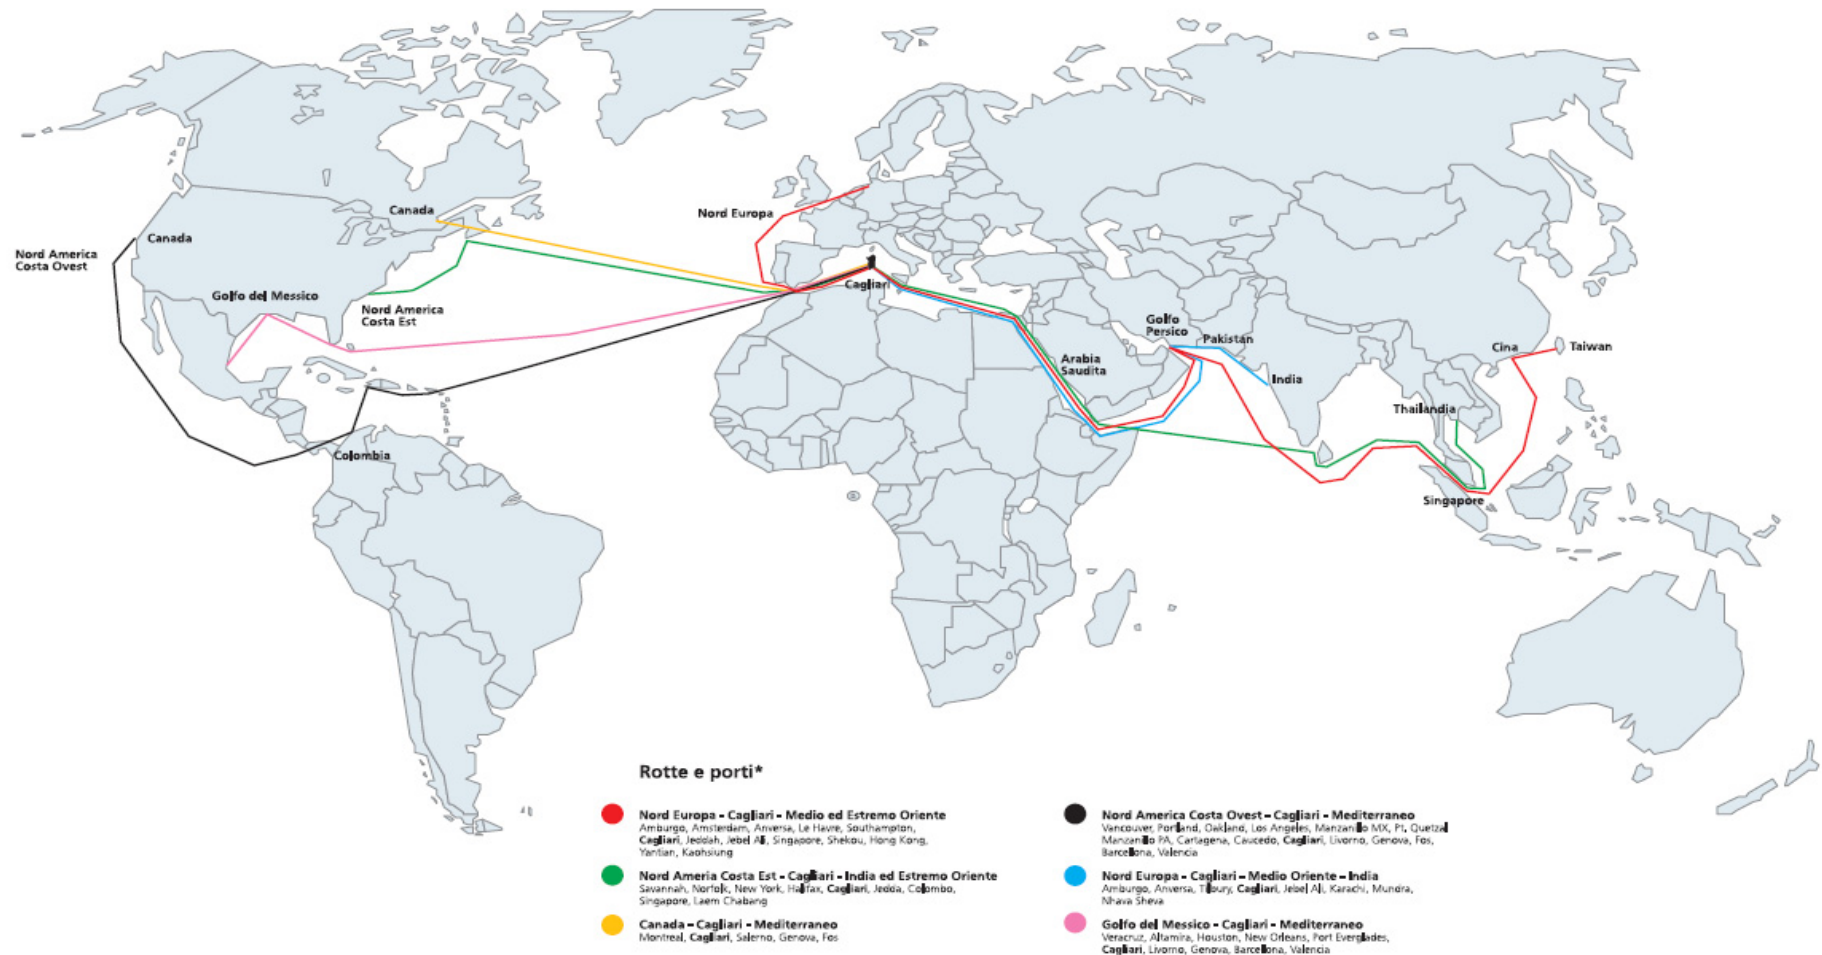 Canada
Nord Europa
Canada
Nord America
Costa Ovest
Cagliari
Golfo del Messico
Nord America
Costa Est
Golfo
Persico
Pakistan
Cina
Taiwan
Arabia
Saudita
India
Thailandia
Colombia
Singapore
Rotte e porti*
Nord Europa - Cagliari - Medio ed Estremo Oriente
Amburgo, Amsterdam, Anversa, Le Havre, Southampton,
Cagliari, Jeddah, Jebel Ali, Singapore, Shekou, Hong Kong,
Yantian, Kaohsiung
Nord Ameria Costa Est - Cagliari - India ed Estremo Oriente
Savannah, Norfolk, New York, Halifax, Cagliari, Jedda, Colombo,
Singapore, Laem Chabang
Canada - Cagliari - Mediterraneo
Montreal, Cagliari, Salerno, Genova, Fos
Nord America Costa Ovest - Cagliari - Mediterraneo
Vancouver, Portland, Oakland, Los Angeles, Manzanillo MX, Pt, Quetzal
Manzanillo PA, Cartagena, Caucedo, Cagliari, Livorno, Genova, Fos,
Barcellona, Valencia
Nord Europa - Cagliari - Medio Oriente - India
Amburgo, Anversa, Tilbury, Cagliari, Jebel Ali, Karachi, Mundra,
Nhava Sheva
Golfo del Messico - Cagliari - Mediterraneo
Veracruz, Altamira, Houston, New Orleans, Port Everglades,
Cagliari, Livorno, Genova, Barcellona, Valencia